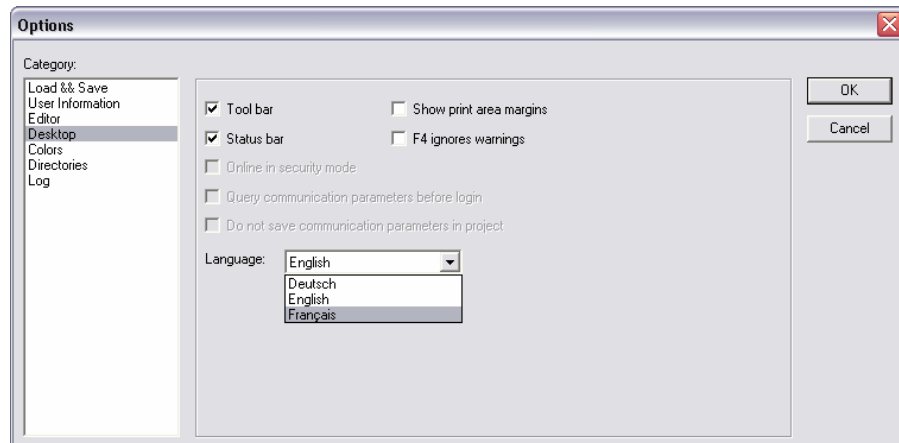 Options
Category:
Load && Save
User Information
Editor
Desktop
Colors
Directories
Log
Tool bar
Show print area margins
Status bar
F4 ignores warnings
Online in security mode
Query communication parameters before login
Do not save communication parameters in project
Language:
English
Deutsch
English
Français
OK
Cancel